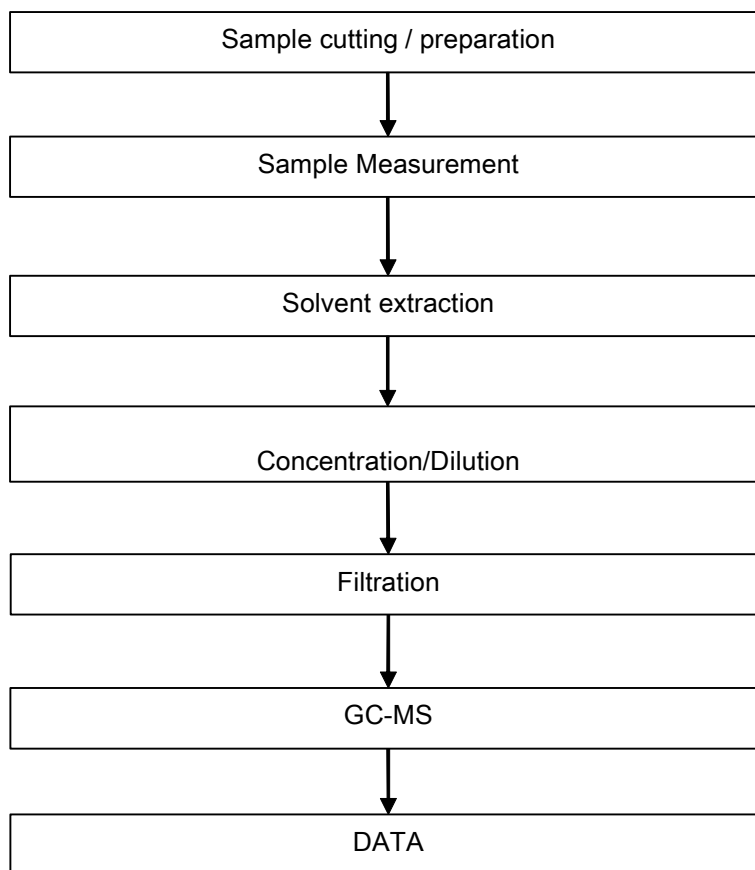 Sample cutting / preparation
Sample Measurement
Solvent extraction
Concentration/Dilution
Filtration
GC-MS
DATA